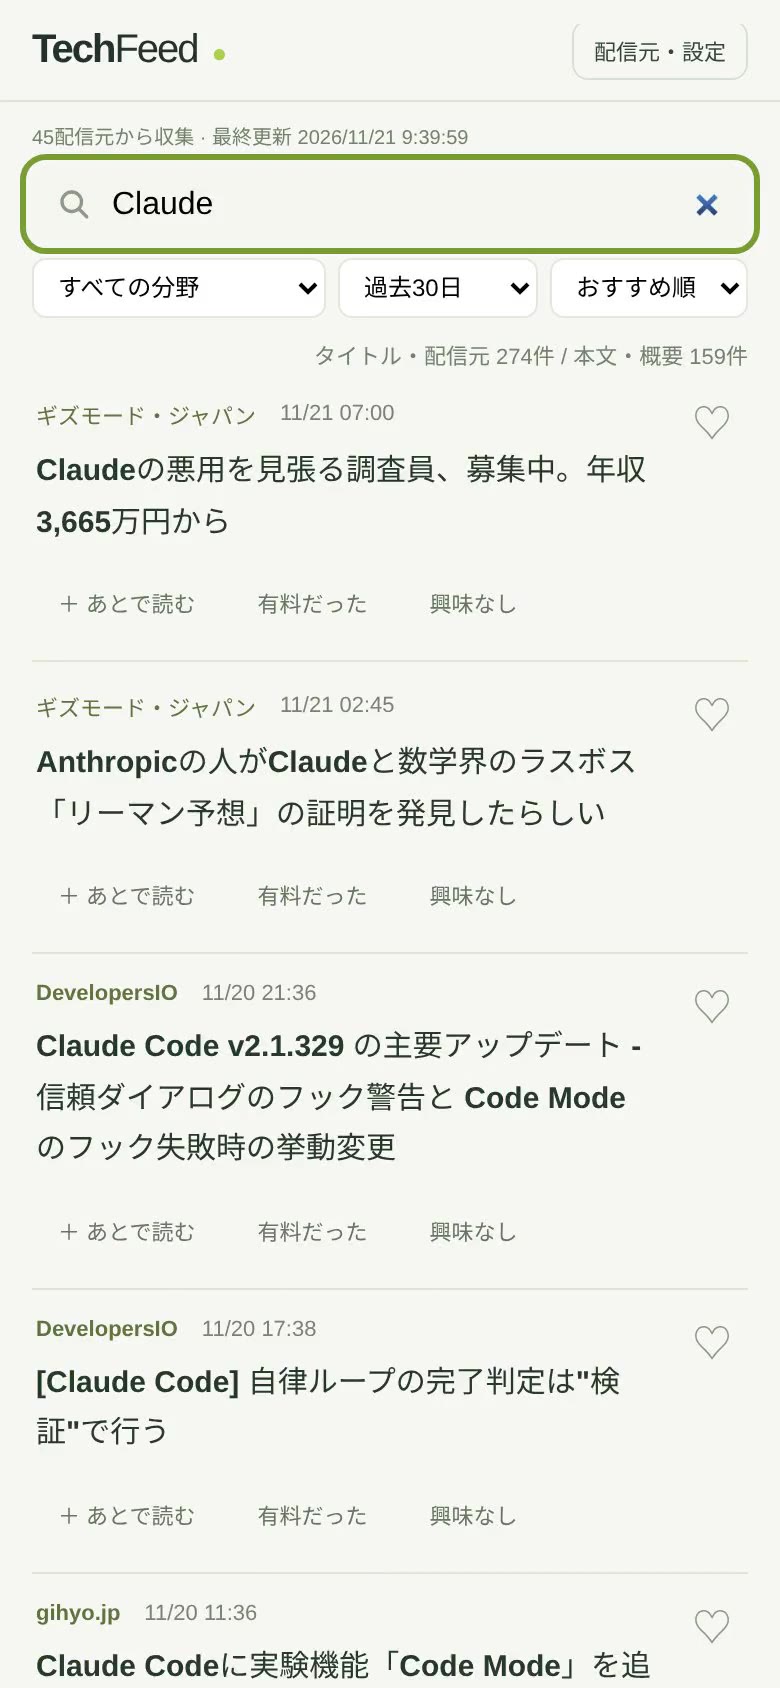 TechFeed
配信元・設定
45配信元から収集 · 最終更新 2026/11/21 9:39:59
Claude
すべての分野
過去30日
おすすめ順
タイトル・配信元 274件 / 本文・概要 159件
ギズモード・ジャパン 11/21 07:00
Claudeの悪用を見張る調査員、募集中。年収
3,665万円から
＋ あとで読む 有料だった 興味なし
ギズモード・ジャパン 11/21 02:45
Anthropicの人がClaudeと数学界のラスボス
「リーマン予想」の証明を発見したらしい
＋ あとで読む 有料だった 興味なし
DevelopersIO 11/20 21:36
Claude Code v2.1.329 の主要アップデート -
信頼ダイアログのフック警告と Code Mode
のフック失敗時の挙動変更
＋ あとで読む 有料だった 興味なし
DevelopersIO 11/20 17:38
[Claude Code] 自律ループの完了判定は"検
証"で行う
＋ あとで読む 有料だった 興味なし
gihyo.jp 11/20 11:36
Claude Codeに実験機能「Code Mode」を追